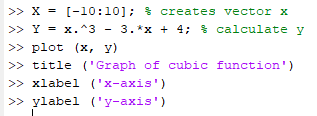 >> X = [-10:10]; % creates vector x
>> Y = x.^3 - 3.*x + 4; % calculate y
>> plot (x, y)
>> title ('Graph of cubic function')
>> xlabel ('x-axis')
>> ylabel ('y-axis')